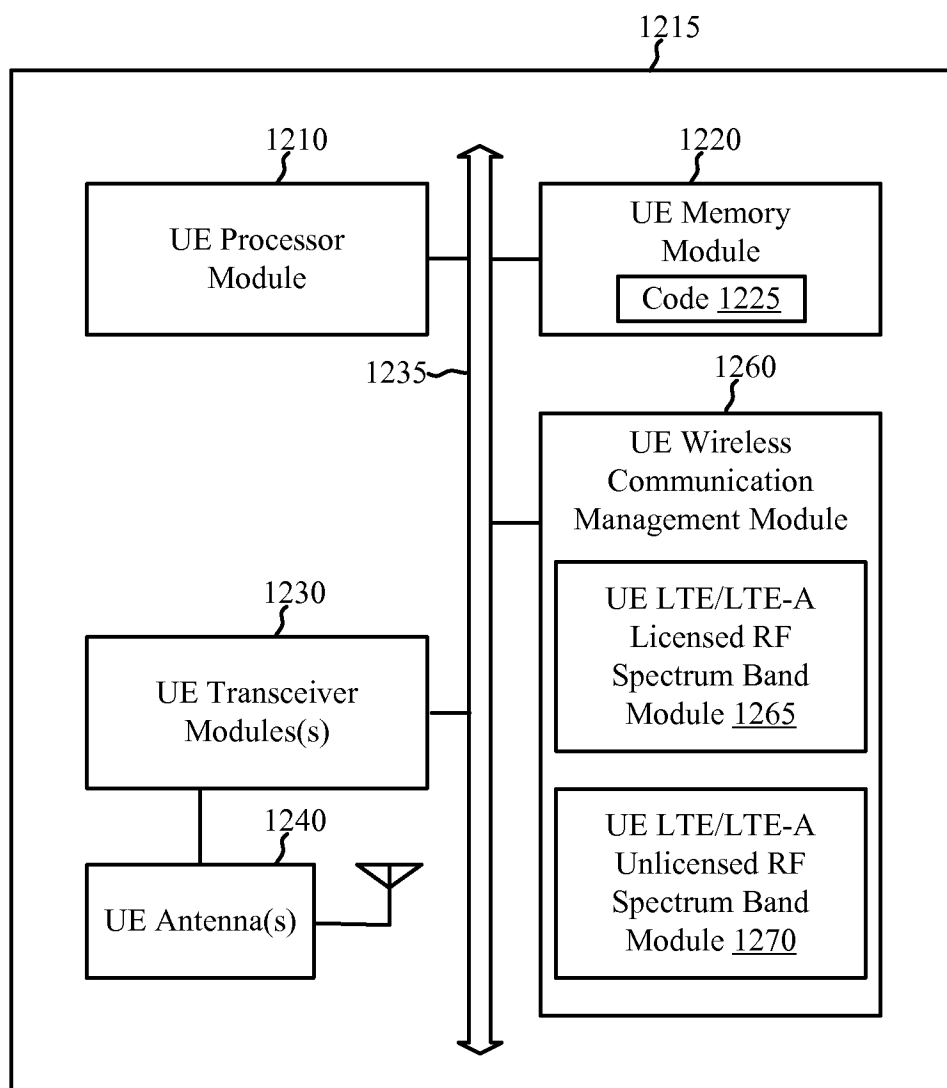 1215
1210
UE Processor
Module
1220
UE Memory
Module
Code 1225
1235
1260
UE Wireless
Communication
Management Module
UE LTE/LTE-A
Licensed RF
Spectrum Band
Module 1265
UE LTE/LTE-A
Unlicensed RF
Spectrum Band
Module 1270
1230
UE Transceiver
Modules(s)
1240
UE Antenna(s)